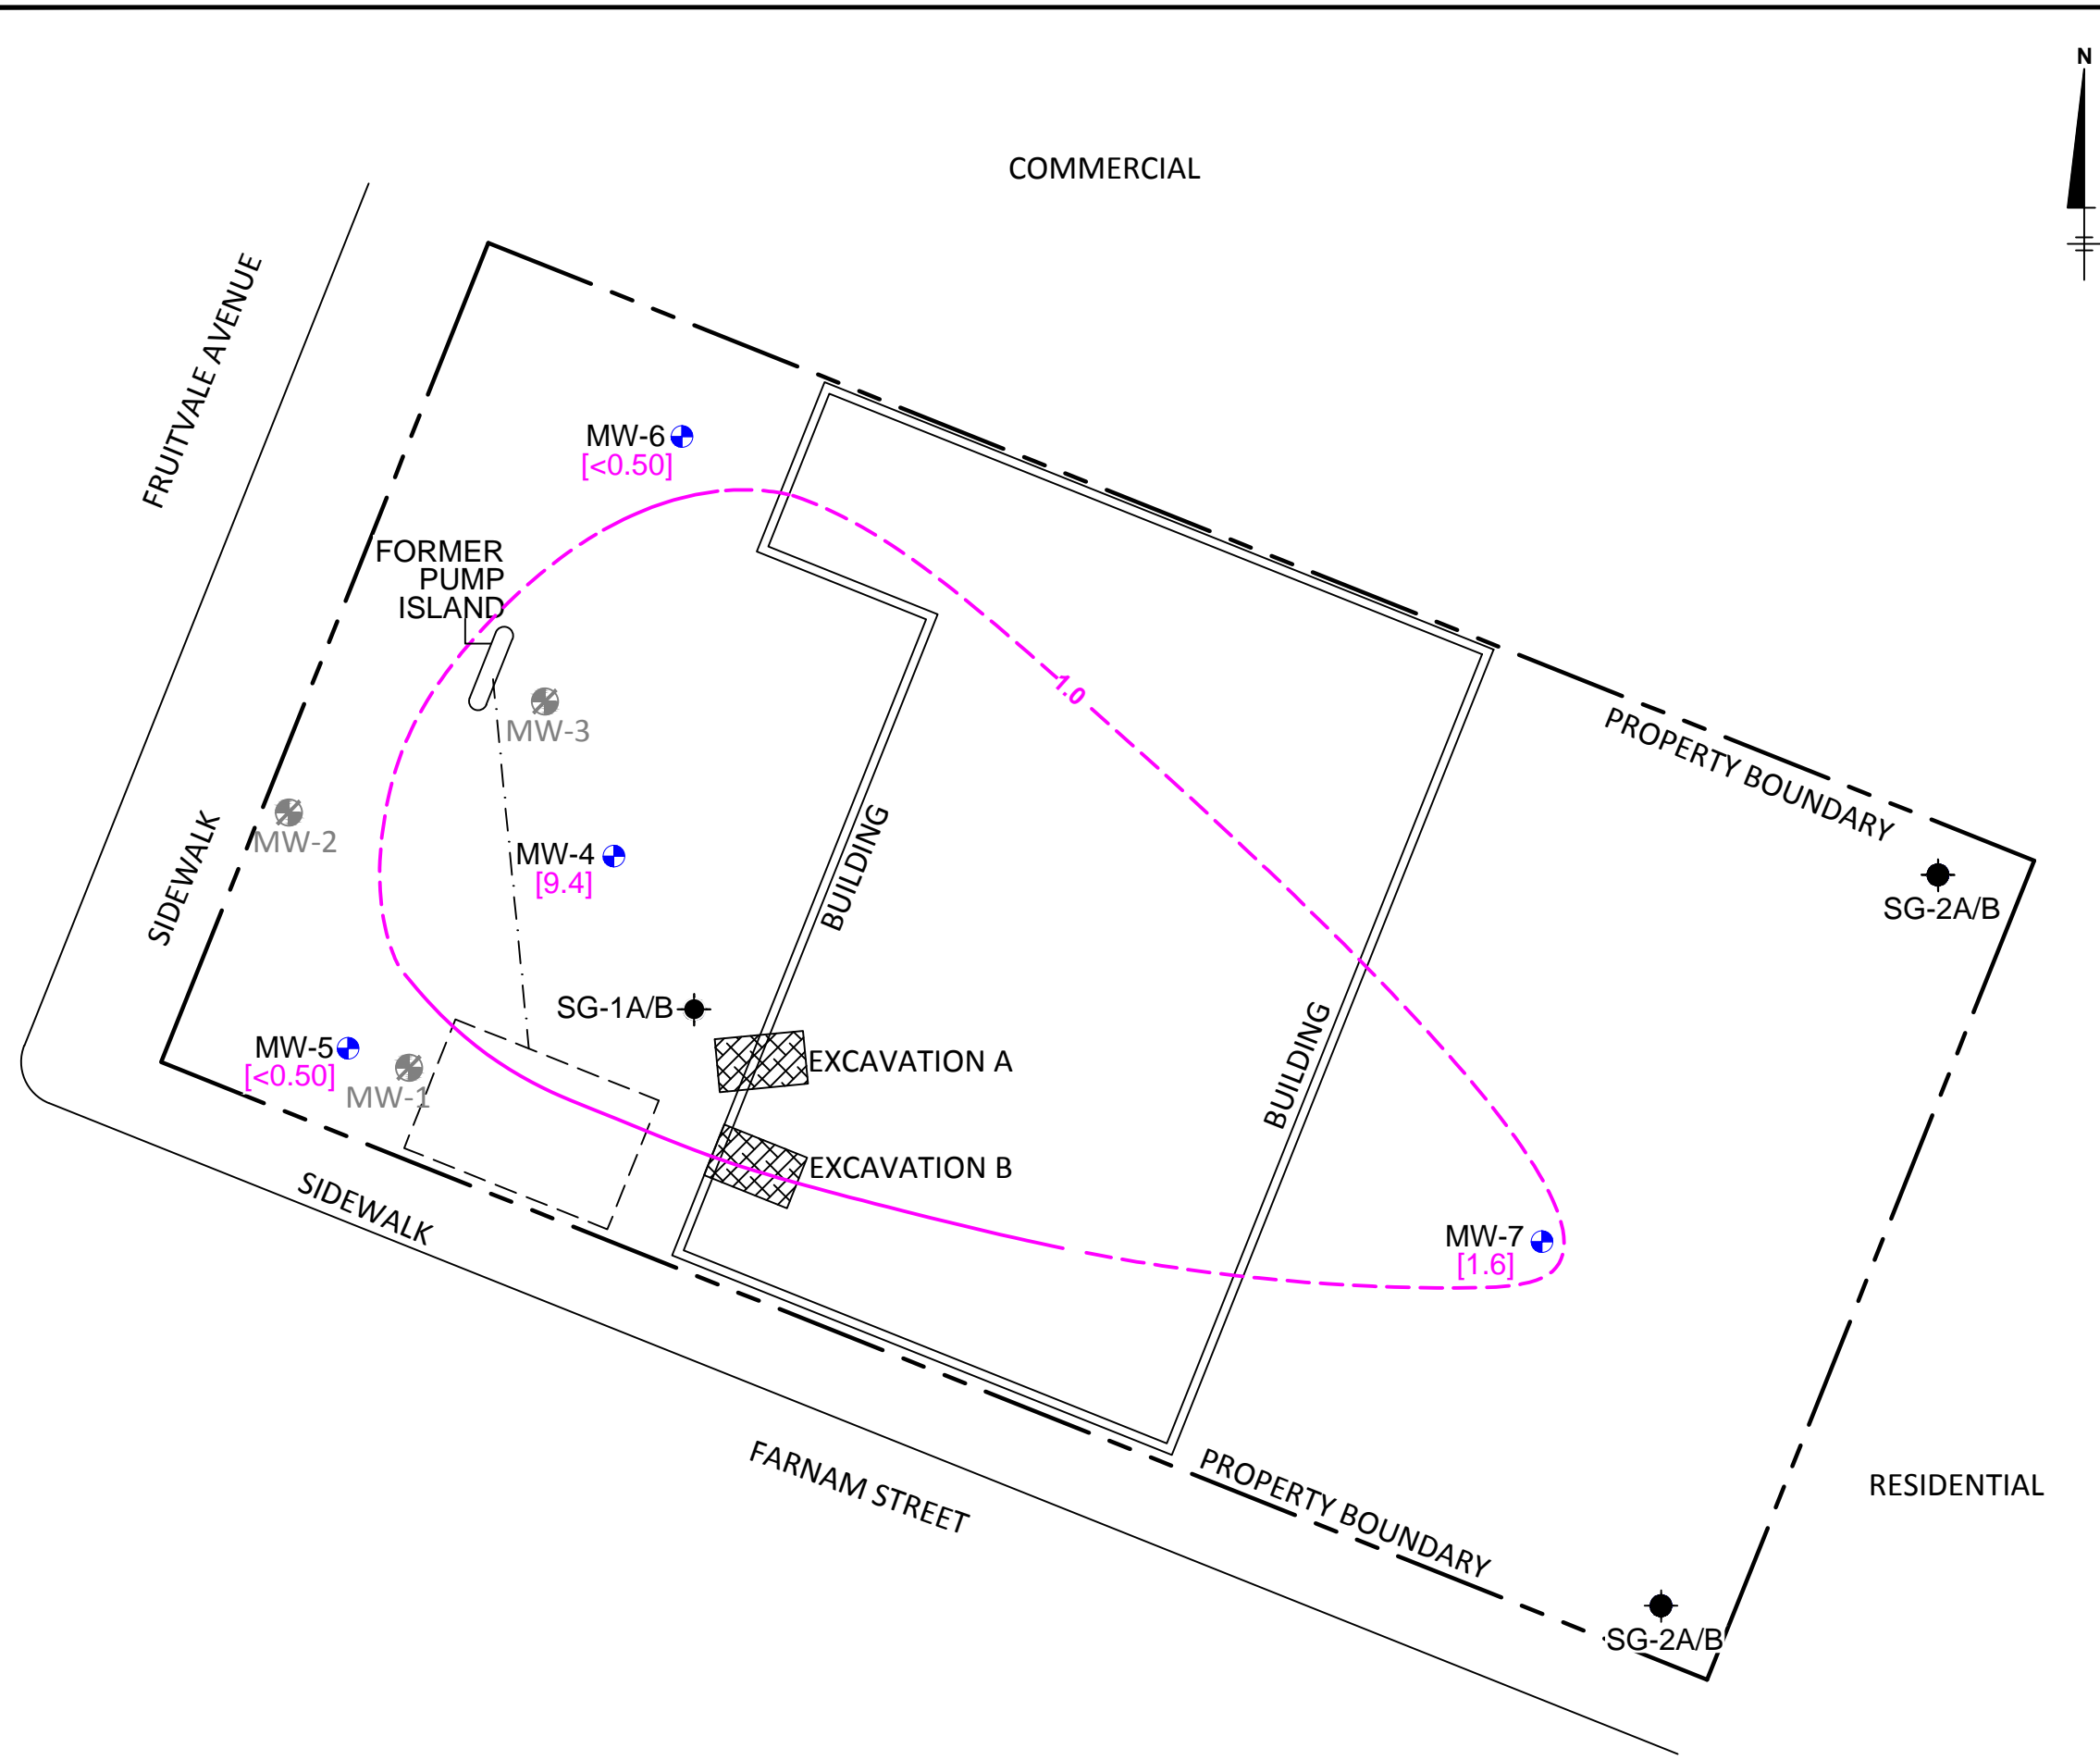 N
COMMERCIAL
FRUITVALE AVENUE
MW-6
[<0.50]
FORMER
PUMP
ISLAND
1.0
MW-3
PROPERTY BOUNDARY
MW-2
SIDEWALK
MW-4
[9.4]
BUILDING
SG-2A/B
SG-1A/B
MW-5
[<0.50]
MW-1
EXCAVATION A
BUILDING
EXCAVATION B
SIDEWALK
MW-7
[1.6]
FARNAM STREET
PROPERTY BOUNDARY
RESIDENTIAL
SG-2A/B